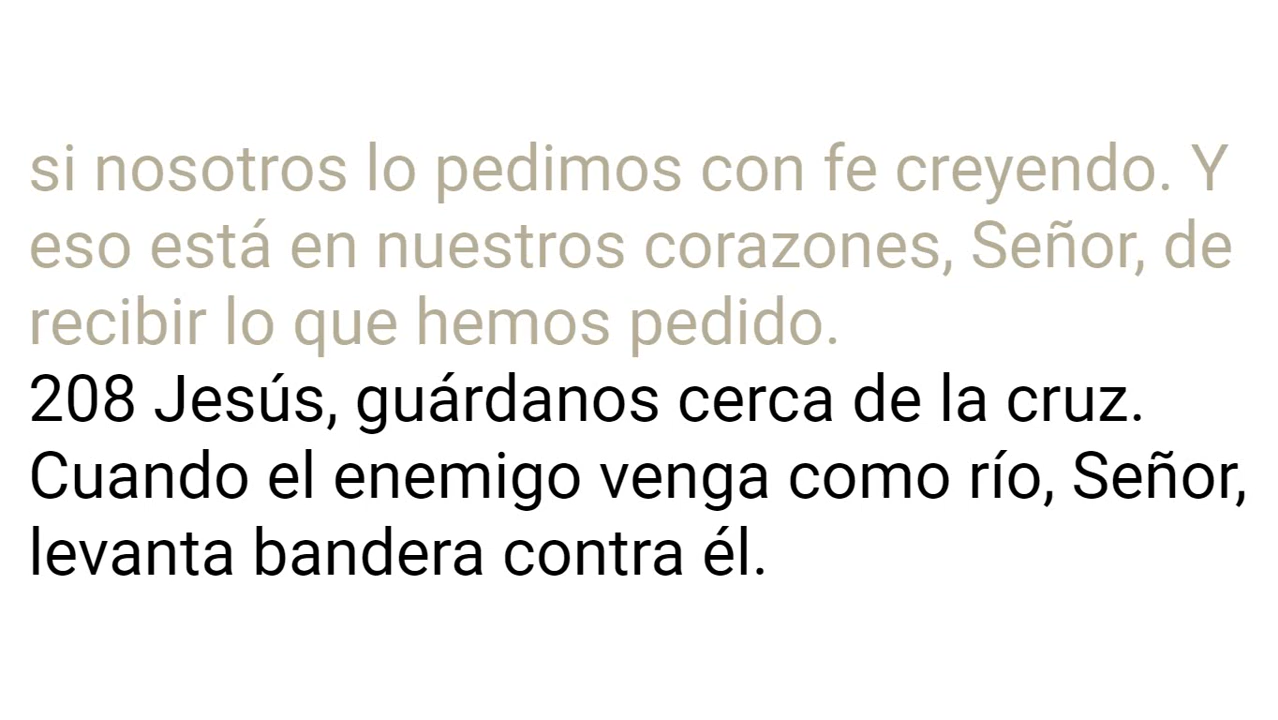 si nosotros lo pedimos con fe creyendo. Y
eso está en nuestros corazones, Señor, de
recibir lo que hemos pedido.
208 Jesús, guárdanos cerca de la cruz.
Cuando el enemigo venga como río, Señor,
levanta bandera contra él.